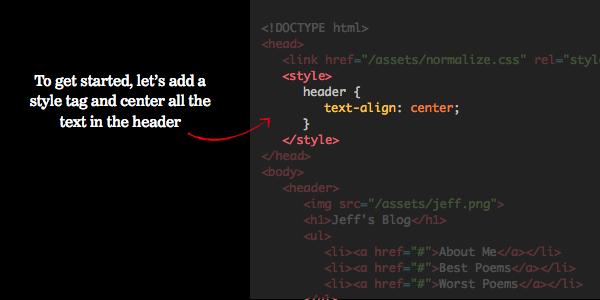 To get started, let’s add a
style tag and center all the
text in the header
<!DOCTYPE html>
<head>
<link href="/assets/normalize.css" rel="style
<style>
header {
text-align: center;
}
</style>
</head>
<body>
<header>
<img src="/assets/jeff.png">
<h1>Jeff's Blog</h1>
<ul>
<li><a href="#">About Me</a></li>
<li><a href="#">Best Poems</a></li>
<li><a href="#">Worst Poems</a></li>
</ul>